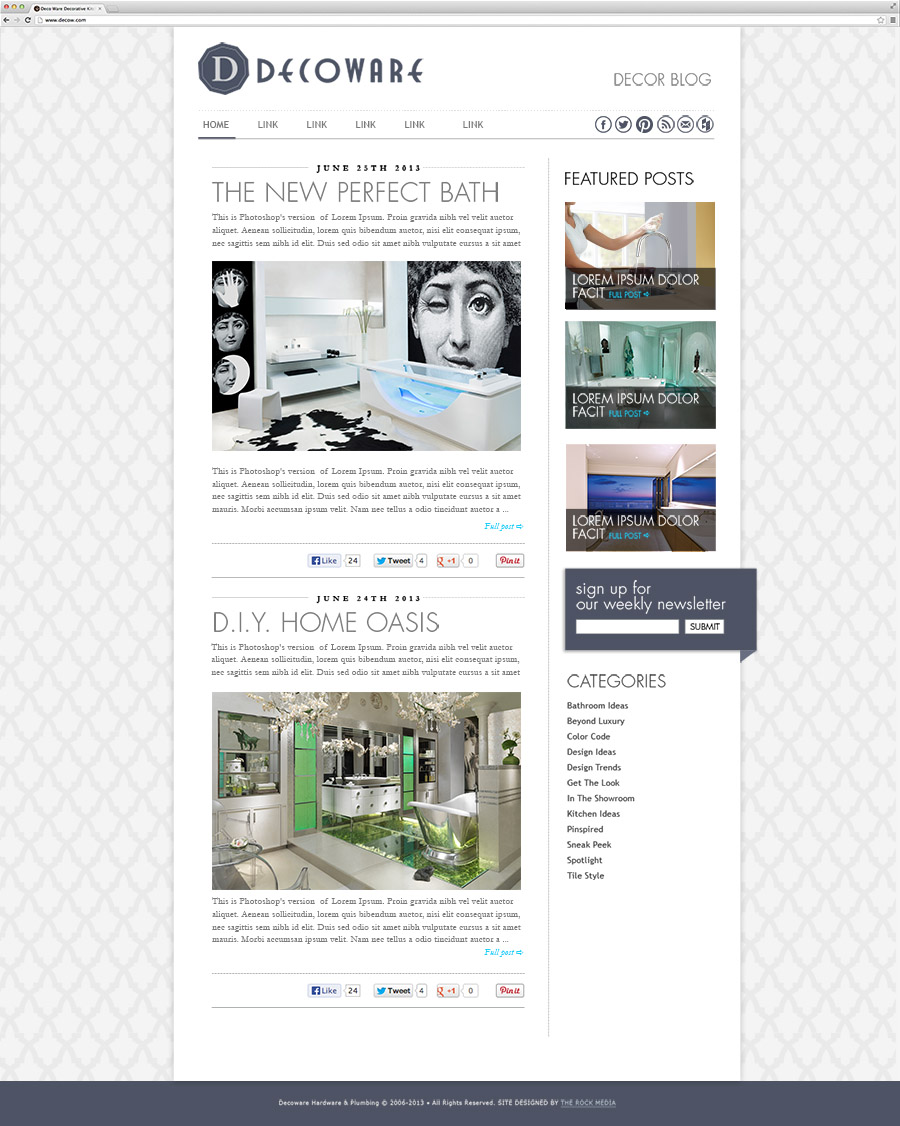 Deco Ware Decorative Kit
www.decow.com
D DECOWARE
DECOR BLOG
HOME LINK LINK LINK LINK LINK
JUNE 25TH 2013
THE NEW PERFECT BATH
This is Photoshop's version of Lorem Ipsum. Proin gravida nibh vel velit auctor
aliquet. Aenean sollicitudin, lorem quis bibendum auctor, nisi elit consequat ipsum,
nec sagittis sem nibh id elit. Duis sed odio sit amet nibh vulputate cursus a sit amet
This is Photoshop's version of Lorem Ipsum. Proin gravida nibh vel velit auctor
aliquet. Aenean sollicitudin, lorem quis bibendum auctor, nisi elit consequat ipsum,
nec sagittis sem nibh id elit. Duis sed odio sit amet nibh vulputate cursus a sit amet
mauris. Morbi accumsan ipsum velit. Nam nec tellus a odio tincidunt auctor a ...
Full post ⇨
Like 24 Tweet 4 g +1 0 Pinit
JUNE 24TH 2013
D.I.Y. HOME OASIS
This is Photoshop's version of Lorem Ipsum. Proin gravida nibh vel velit auctor
aliquet. Aenean sollicitudin, lorem quis bibendum auctor, nisi elit consequat ipsum,
nec sagittis sem nibh id elit. Duis sed odio sit amet nibh vulputate cursus a sit amet
This is Photoshop's version of Lorem Ipsum. Proin gravida nibh vel velit auctor
aliquet. Aenean sollicitudin, lorem quis bibendum auctor, nisi elit consequat ipsum,
nec sagittis sem nibh id elit. Duis sed odio sit amet nibh vulputate cursus a sit amet
mauris. Morbi accumsan ipsum velit. Nam nec tellus a odio tincidunt auctor a ...
Full post ⇨
Like 24 Tweet 4 g +1 0 Pinit
FEATURED POSTS
LOREM IPSUM DOLOR
FACIT FULL POST ⇨
LOREM IPSUM DOLOR
FACIT FULL POST ⇨
LOREM IPSUM DOLOR
FACIT FULL POST ⇨
sign up for
our weekly newsletter
SUBMIT
CATEGORIES
Bathroom Ideas
Beyond Luxury
Color Code
Design Ideas
Design Trends
Get The Look
In The Showroom
Kitchen Ideas
Pinspired
Sneak Peek
Spotlight
Tile Style
Decoware Hardware & Plumbing © 2006-2013 • All Rights Reserved. SITE DESIGNED BY THE ROCK MEDIA